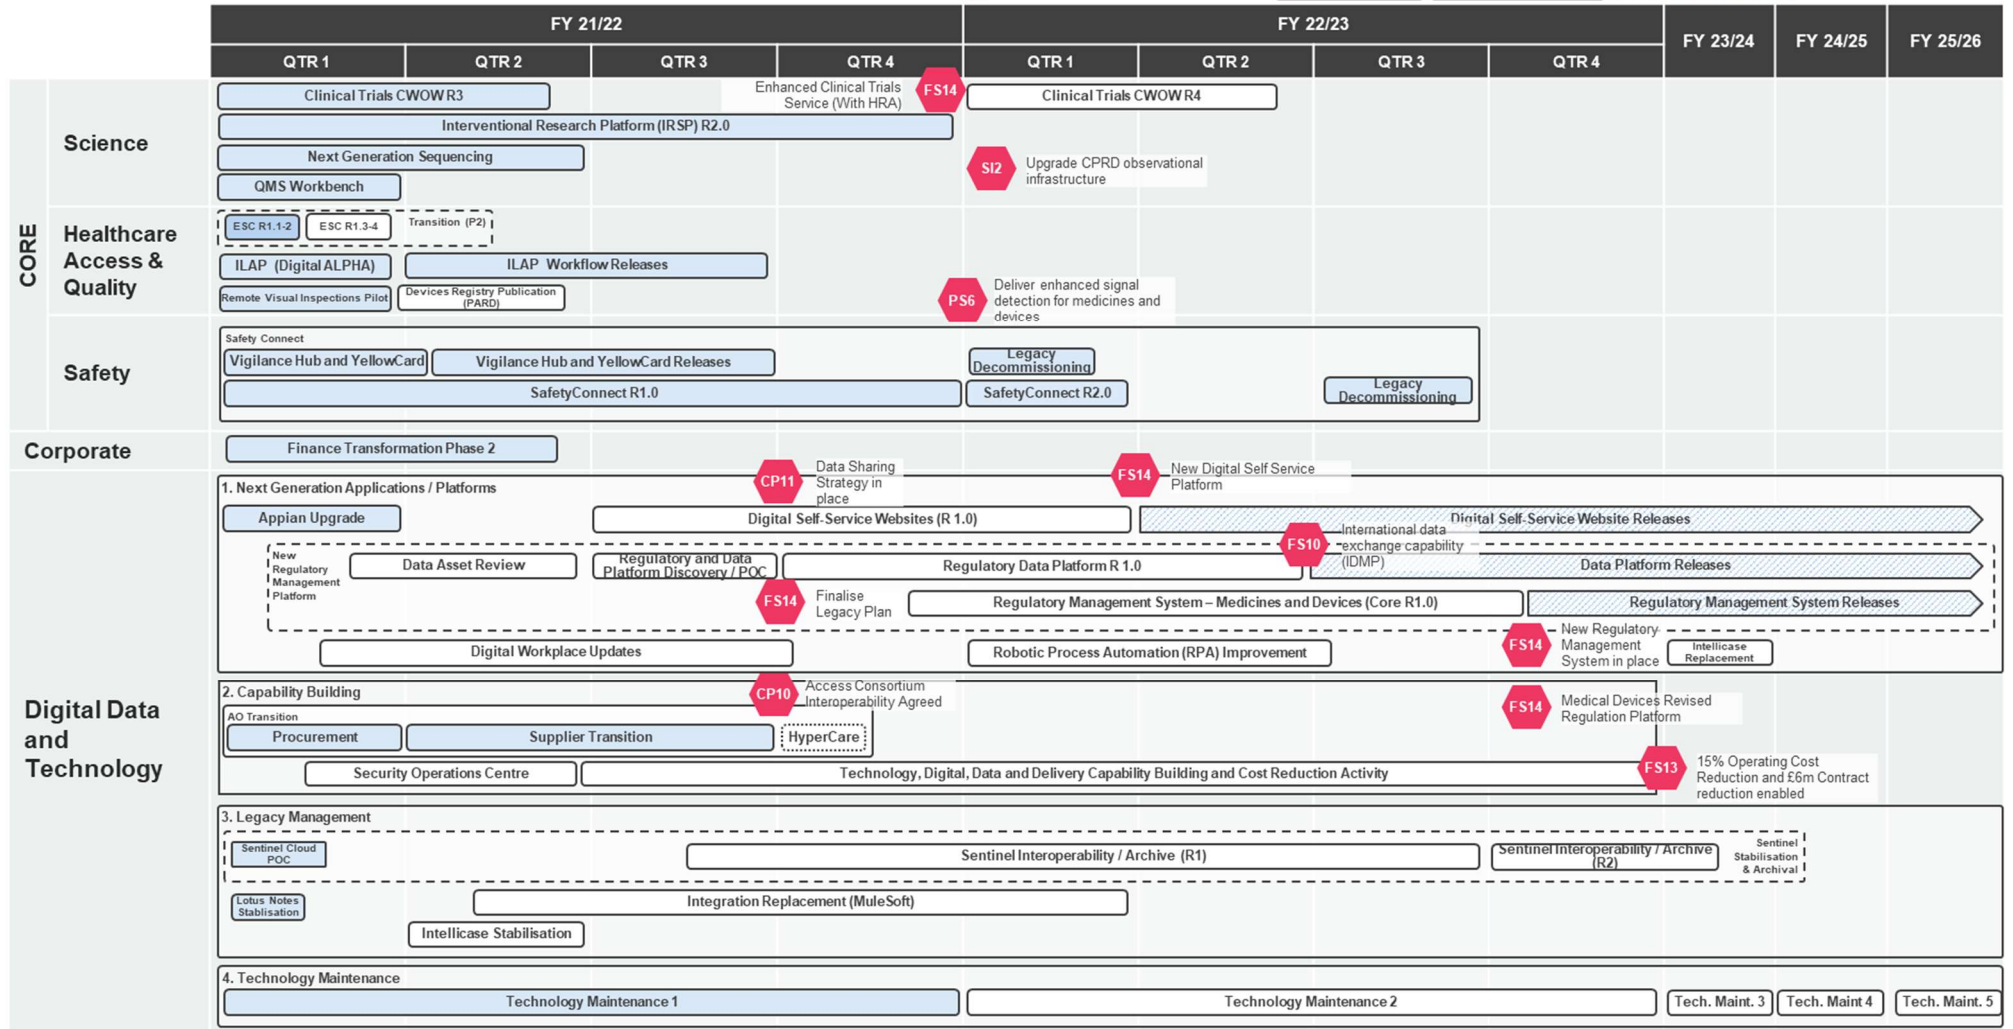 FY 21/22
FY 22/23
FY 23/24
FY 24/25
FY 25/26
QTR 1
QTR 2
QTR 3
QTR 4
QTR 1
QTR 2
QTR 3
QTR 4
CORE
Science
Clinical Trials CWOW R3
Enhanced Clinical Trials
Service (With HRA)
FS14
Clinical Trials CWOW R4
Interventional Research Platform (IRSP) R2.0
Next Generation Sequencing
SI2
Upgrade CPRD observational
infrastructure
QMS Workbench
Healthcare
Access &
Quality
ESC R1.1-2
ESC R1.3-4
Transition (P2)
ILAP (Digital ALPHA)
ILAP Workflow Releases
Remote Visual Inspections Pilot
Devices Registry Publication
(PARD)
PS6
Deliver enhanced signal
detection for medicines and
devices
Safety
Safety Connect
Vigilance Hub and YellowCard
Vigilance Hub and YellowCard Releases
Legacy
Decommissioning
SafetyConnect R1.0
SafetyConnect R2.0
Legacy
Decommissioning
Corporate
Finance Transformation Phase 2
Digital Data
and
Technology
1. Next Generation Applications / Platforms
CP11
Data Sharing
Strategy in
place
FS14
New Digital Self Service
Platform
Appian Upgrade
Digital Self-Service Websites (R 1.0)
Digital Self-Service Website Releases
New
Regulatory
Management
Platform
Data Asset Review
Regulatory and Data
Platform Discovery / POC
Regulatory Data Platform R 1.0
FS10
International data
exchange capability
(IDMP)
Data Platform Releases
FS14
Finalise
Legacy Plan
Regulatory Management System – Medicines and Devices (Core R1.0)
Regulatory Management System Releases
Digital Workplace Updates
Robotic Process Automation (RPA) Improvement
FS14
New Regulatory
Management
System in place
Intellicase
Replacement
2. Capability Building
CP10
Access Consortium
Interoperability Agreed
FS14
Medical Devices Revised
Regulation Platform
AO Transition
Procurement
Supplier Transition
HyperCare
Security Operations Centre
Technology, Digital, Data and Delivery Capability Building and Cost Reduction Activity
FS13
15% Operating Cost
Reduction and £6m Contract
reduction enabled
3. Legacy Management
Sentinel Cloud
POC
Sentinel Interoperability / Archive (R1)
Sentinel Interoperability / Archive
(R2)
Sentinel
Stabilisation
& Archival
Lotus Notes
Stablisation
Integration Replacement (MuleSoft)
Intellicase Stabilisation
4. Technology Maintenance
Technology Maintenance 1
Technology Maintenance 2
Tech. Maint. 3
Tech. Maint 4
Tech. Maint. 5